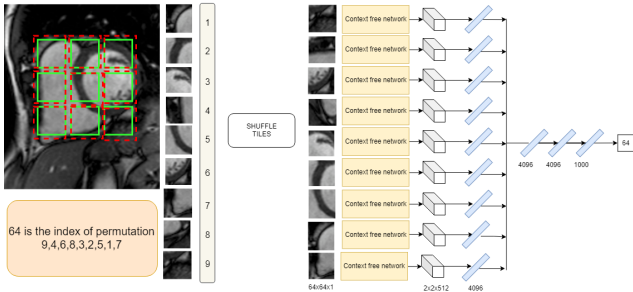 1
2
3
4
5
6
7
8
9
64 is the index of permutation
9,4,6,8,3,2,5,1,7
SHUFFLE
TILES
Context free network
Context free network
Context free network
Context free network
Context free network
Context free network
Context free network
Context free network
Context free network
64x64x1
2x2x512
4096
4096
4096
1000
64